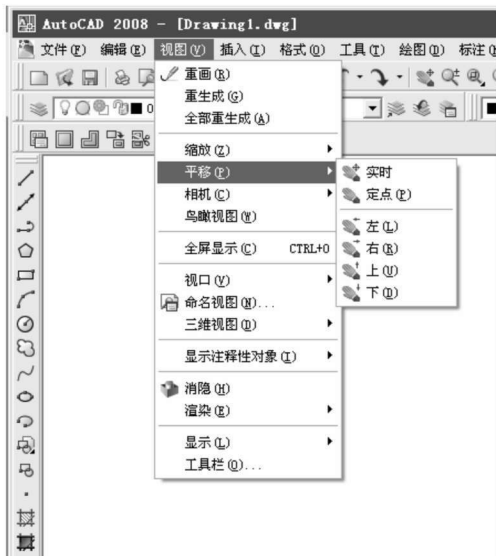 AutoCAD 2008 - [Drawing1.dwg]
文件(F) 编辑(E) 视图(V) 插入(I) 格式(O) 工具(T) 绘图(D) 标注
重画(R)
重生成(G)
0
全部重生成(A)
缩放(Z)
平移(P)
实时
相机(C)
定点(P)
鸟瞰视图(W)
左(L)
全屏显示(C) CTRL+0
右(R)
上(U)
视口(V)
下(D)
命名视图(N)...
三维视图(D)
显示注释性对象(I)
消隐(H)
渲染(E)
显示(L)
工具栏(O)...